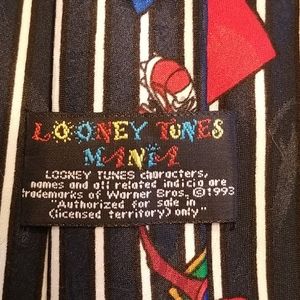 LOONEY TUNES
MANIA
LOONEY TUNES characters,
names and all related indicia are
trademarks of Warner Bros. ©1993
"Authorized for sale in
(licensed territory) only"